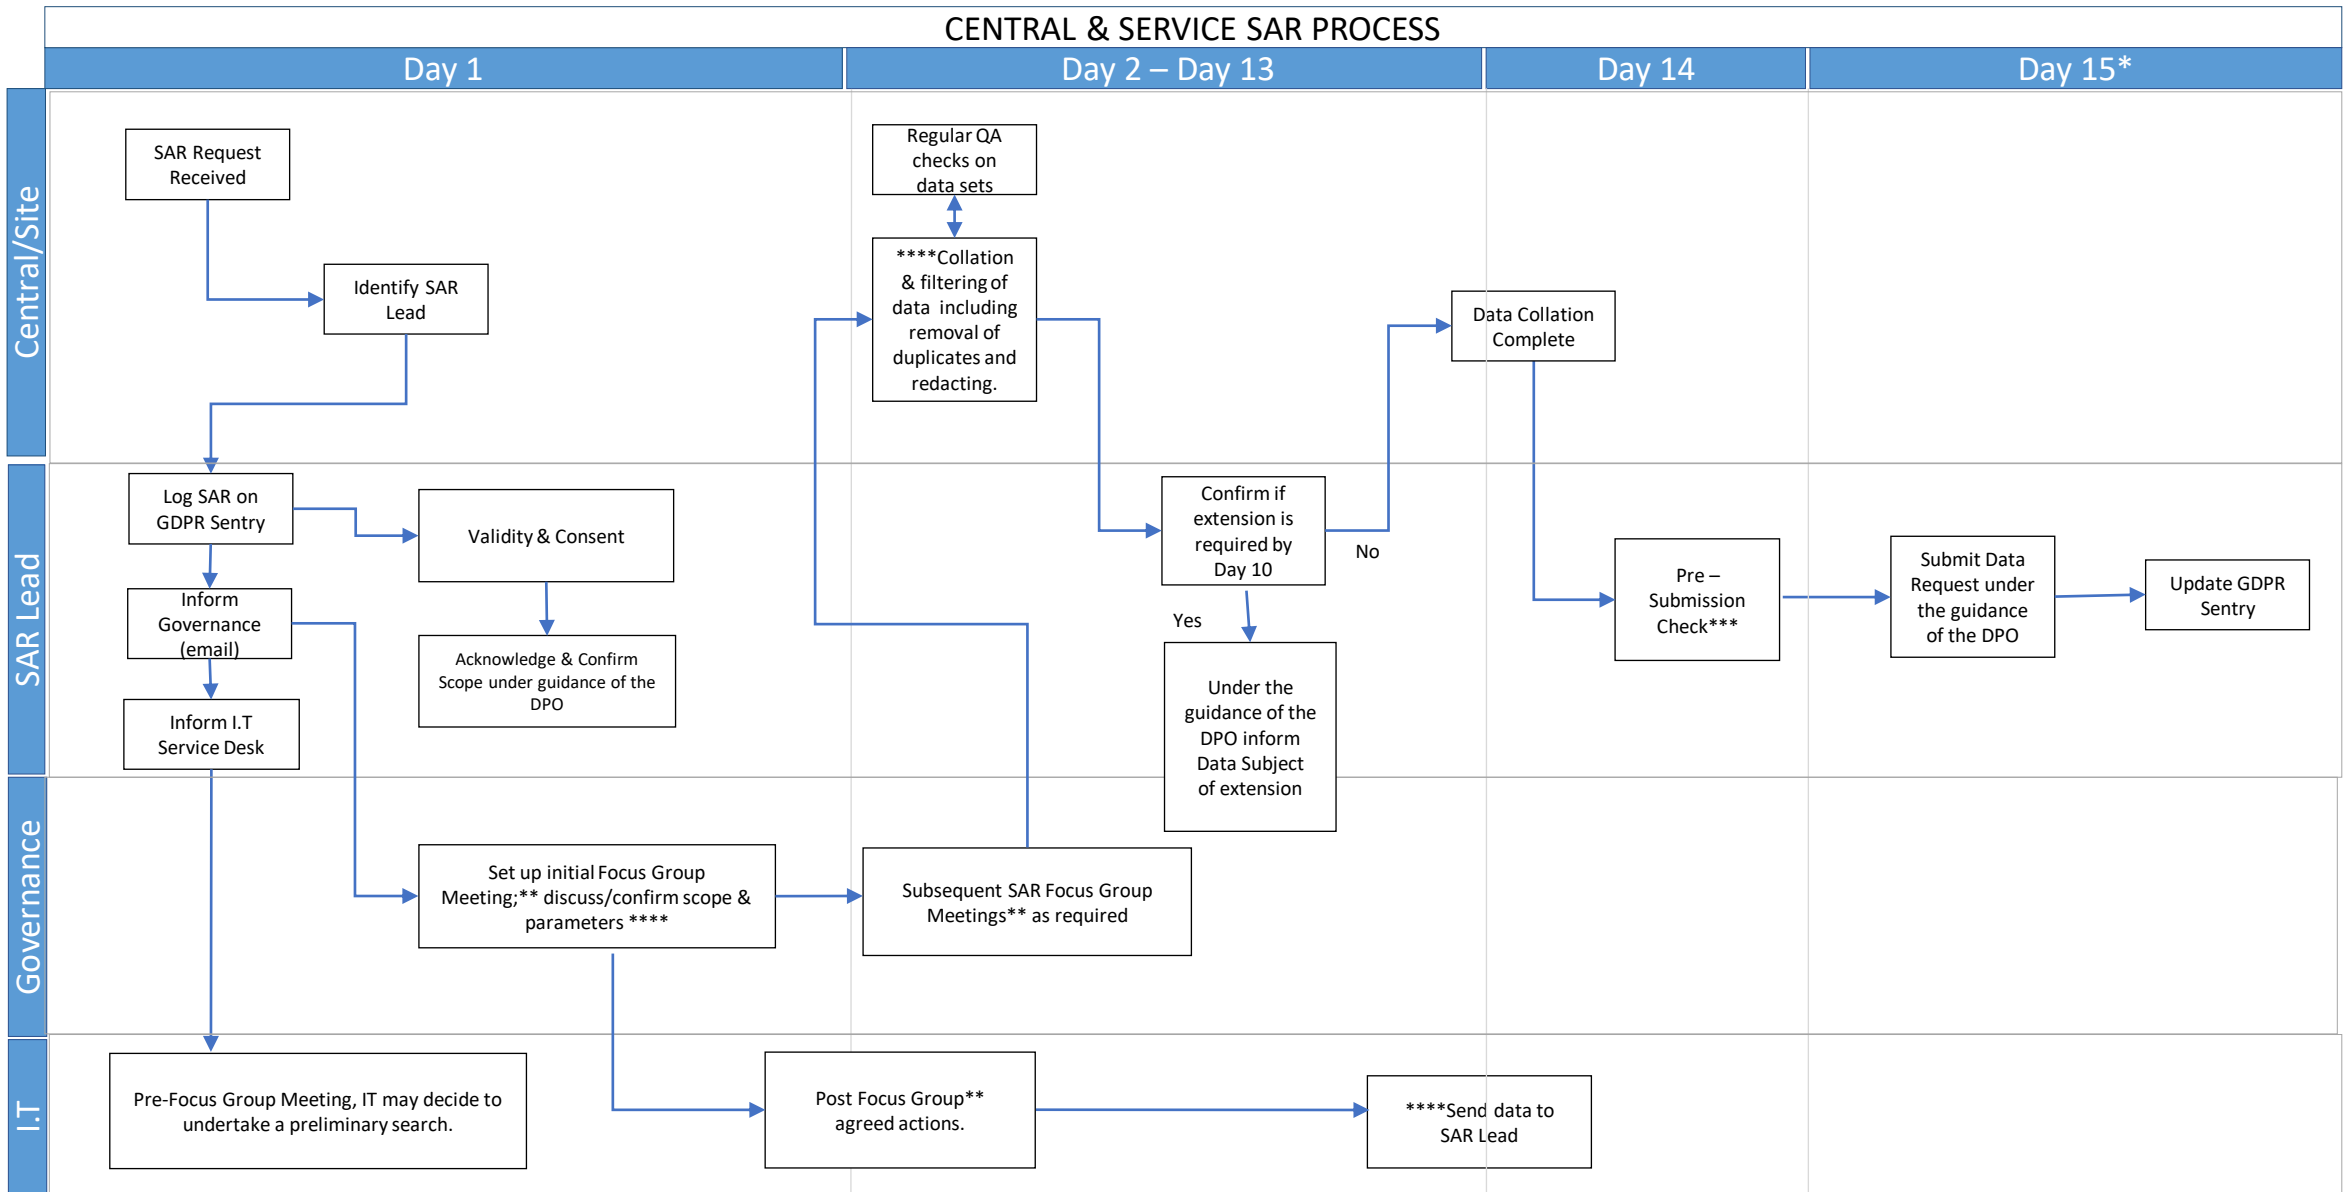 CENTRAL & SERVICE SAR PROCESS
Day 1
Day 2 – Day 13
Day 14
Day 15*
Central/Site
SAR Request
Received
Identify SAR
Lead
Regular QA
checks on
data sets
****Collation
& filtering of
data including
removal of
duplicates and
redacting.
Data Collation
Complete
SAR Lead
Log SAR on
GDPR Sentry
Validity & Consent
Inform
Governance
(email)
Acknowledge & Confirm
Scope under guidance of the
DPO
Inform I.T
Service Desk
Confirm if
extension is
required by
Day 10
No
Yes
Under the
guidance of the
DPO inform
Data Subject
of extension
Pre –
Submission
Check***
Submit Data
Request under
the guidance
of the DPO
Update GDPR
Sentry
Governance
Set up initial Focus Group
Meeting;** discuss/confirm scope &
parameters ****
Subsequent SAR Focus Group
Meetings** as required
I.T
Pre-Focus Group Meeting, IT may decide to
undertake a preliminary search.
Post Focus Group**
agreed actions.
****Send data to
SAR Lead